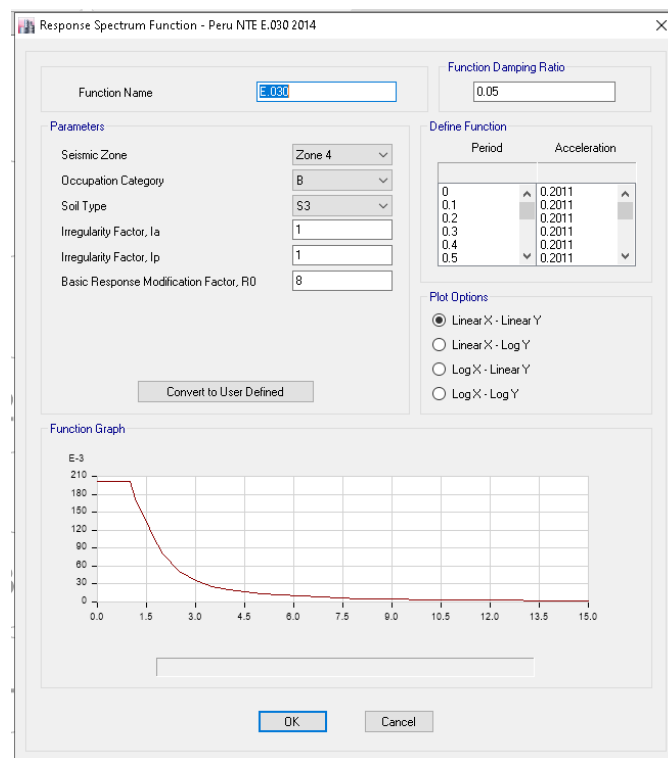 Response Spectrum Function - Peru NTE E.030 2014
Function Name
E.030
Function Damping Ratio
0.05
Parameters
Seismic Zone
Zone 4
Occupation Category
B
Soil Type
S3
Irregularity Factor, Ia
1
Irregularity Factor, Ip
1
Basic Response Modification Factor, R0
8
Convert to User Defined
Define Function
Period Acceleration
0 0.2011
0.1 0.2011
0.2 0.2011
0.3 0.2011
0.4 0.2011
0.5 0.2011
Plot Options
Linear X - Linear Y
Linear X - Log Y
Log X - Linear Y
Log X - Log Y
Function Graph
E-3
210
180
150
120
90
60
30
0
0.0 1.5 3.0 4.5 6.0 7.5 9.0 10.5 12.0 13.5 15.0
OK Cancel